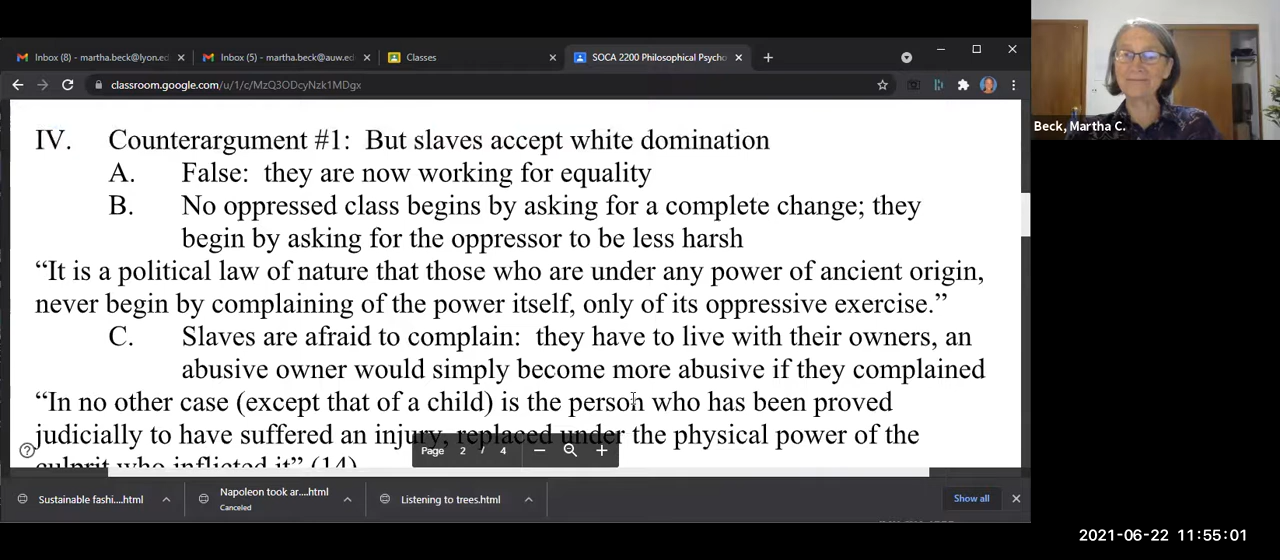 Inbox (8) - martha.beck@lyon.ed
Inbox (5) - martha.beck@auw.ed
Classes
SOCA 2200 Philosophical Psycho
classroom.google.com/u/1/c/MzQ3ODcyNzk1MDgx
Beck, Martha C.
IV. Counterargument #1: But slaves accept white domination
A. False: they are now working for equality
B. No oppressed class begins by asking for a complete change; they
begin by asking for the oppressor to be less harsh
“It is a political law of nature that those who are under any power of ancient origin,
never begin by complaining of the power itself, only of its oppressive exercise.”
C. Slaves are afraid to complain: they have to live with their owners, an
abusive owner would simply become more abusive if they complained
“In no other case (except that of a child) is the person who has been proved
judicially to have suffered an injury, replaced under the physical power of the
culprit who inflicted it” (14)
Page 2 / 4
Sustainable fashi....html
Napoleon took ar....html
Canceled
Listening to trees.html
Show all
2021-06-22 11:55:01